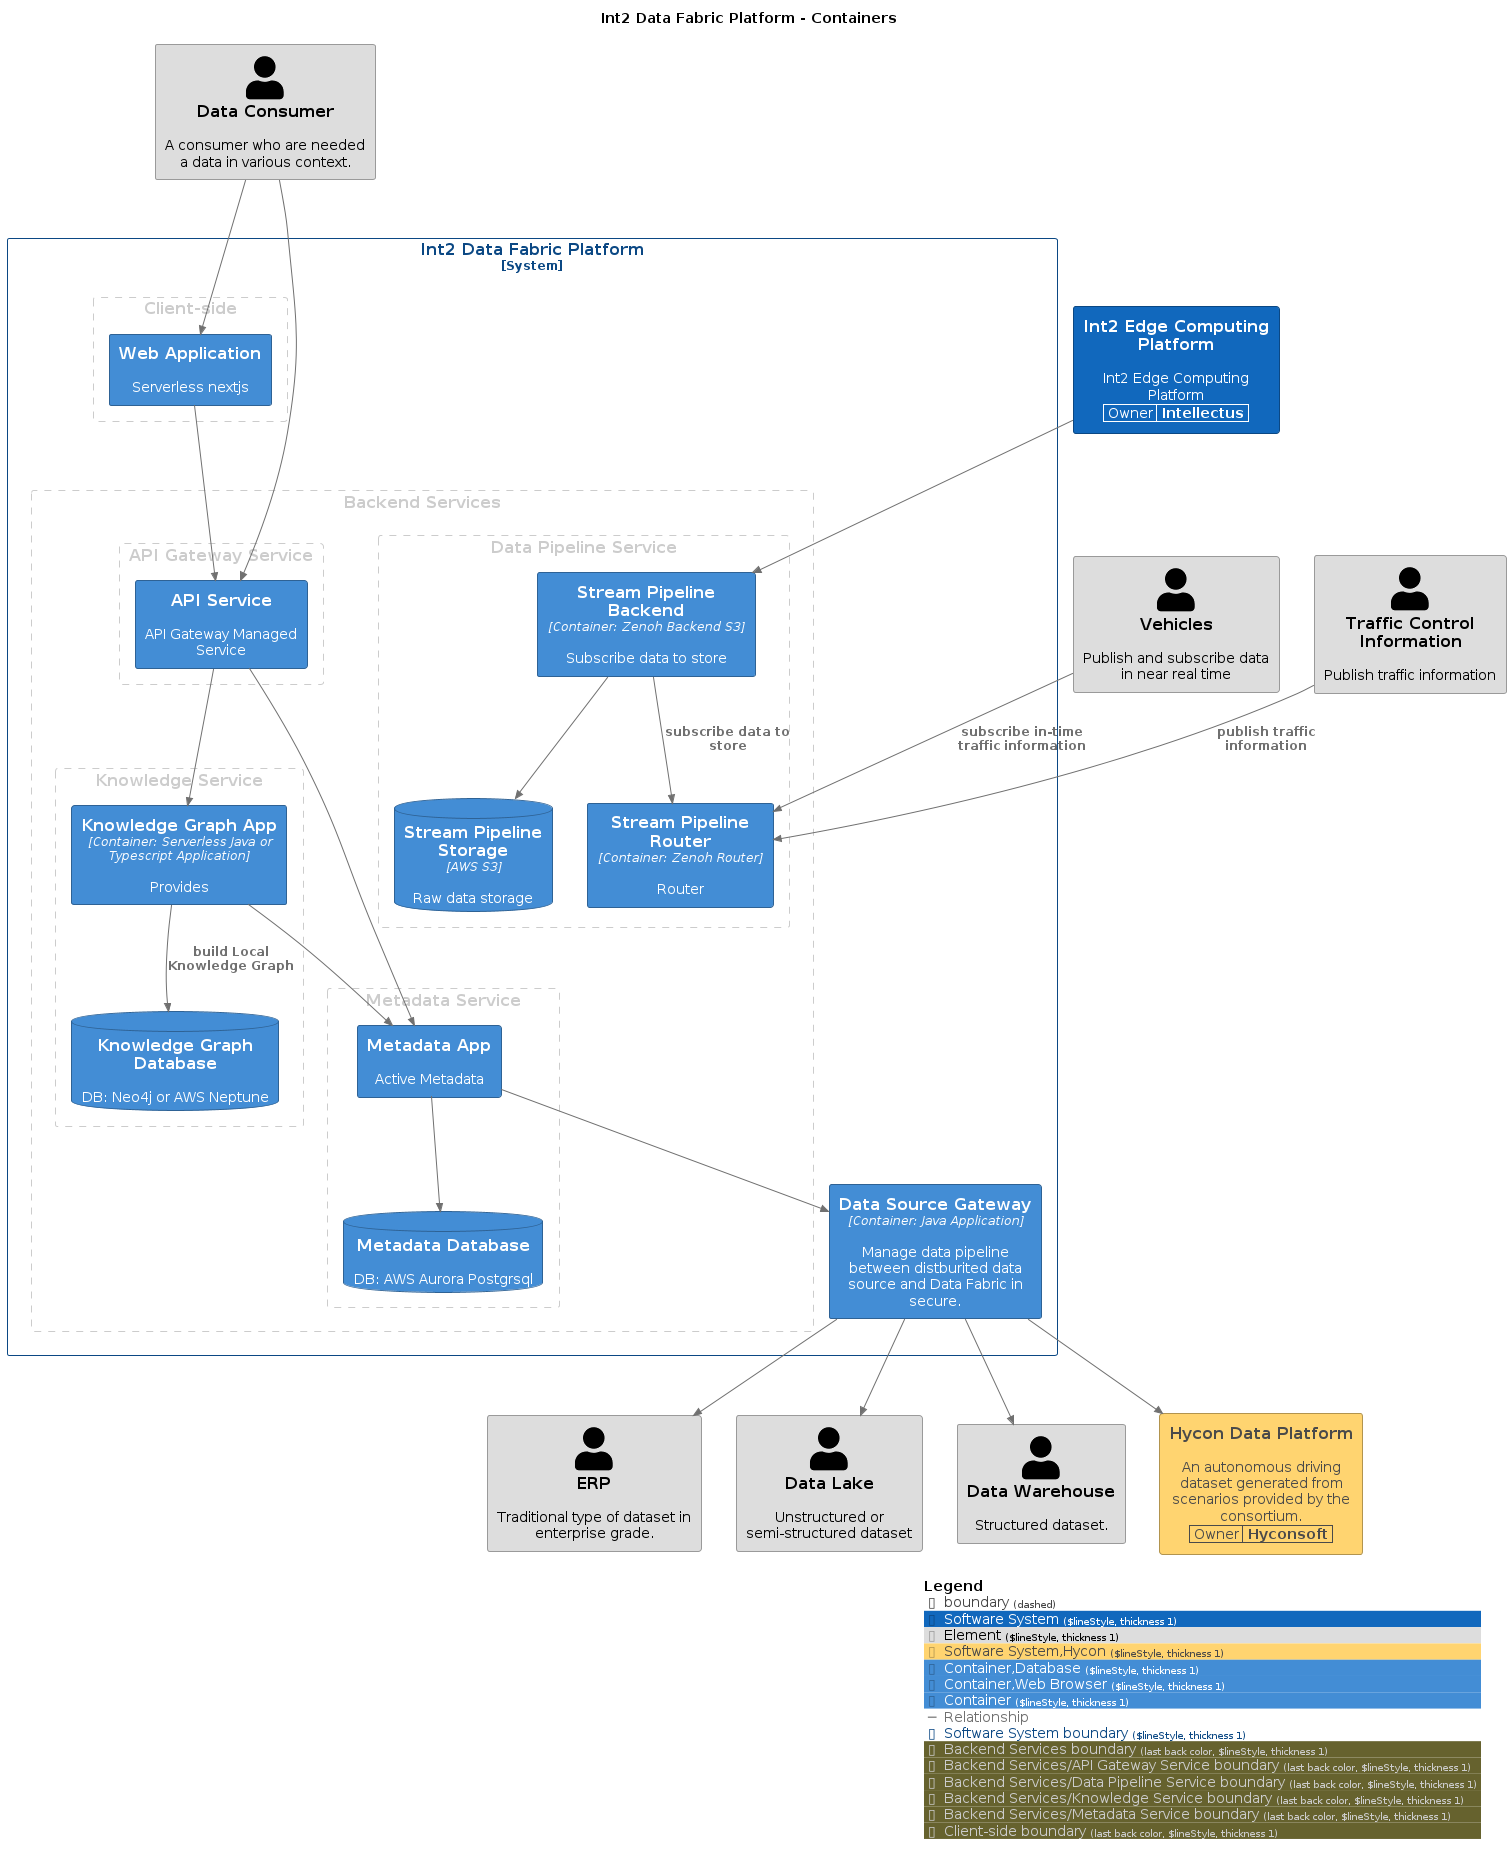 Int2 Data Fabric Platform - Containers
Data Consumer
A consumer who are needed
a data in various context.
Int2 Data Fabric Platform
[System]
Client-side
Web Application
Serverless nextjs
Int2 Edge Computing
Platform
Int2 Edge Computing
Platform
Owner Intellectus
Backend Services
API Gateway Service
API Service
API Gateway Managed
Service
Data Pipeline Service
Stream Pipeline
Backend
[Container: Zenoh Backend S3]
Subscribe data to store
Vehicles
Publish and subscribe data
in near real time
Traffic Control
Information
Publish traffic information
subscribe data to
store
subscribe in-time
traffic information
publish traffic
information
Knowledge Service
Knowledge Graph App
[Container: Serverless Java or
Typescript Application]
Provides
Stream Pipeline
Storage
[AWS S3]
Raw data storage
Stream Pipeline
Router
[Container: Zenoh Router]
Router
build Local
Knowledge Graph
Knowledge Graph
Database
DB: Neo4j or AWS Neptune
Metadata Service
Metadata App
Active Metadata
Metadata Database
DB: AWS Aurora Postgrsql
Data Source Gateway
[Container: Java Application]
Manage data pipeline
between distburited data
source and Data Fabric in
secure.
ERP
Traditional type of dataset in
enterprise grade.
Data Lake
Unstructured or
semi-structured dataset
Data Warehouse
Structured dataset.
Hycon Data Platform
An autonomous driving
dataset generated from
scenarios provided by the
consortium.
Owner Hyconsoft
Legend
boundary (dashed)
Software System ($lineStyle, thickness 1)
Element ($lineStyle, thickness 1)
Software System,Hycon ($lineStyle, thickness 1)
Container,Database ($lineStyle, thickness 1)
Container,Web Browser ($lineStyle, thickness 1)
Container ($lineStyle, thickness 1)
Relationship
Software System boundary ($lineStyle, thickness 1)
Backend Services boundary (last back color, $lineStyle, thickness 1)
Backend Services/API Gateway Service boundary (last back color, $lineStyle, thickness 1)
Backend Services/Data Pipeline Service boundary (last back color, $lineStyle, thickness 1)
Backend Services/Knowledge Service boundary (last back color, $lineStyle, thickness 1)
Backend Services/Metadata Service boundary (last back color, $lineStyle, thickness 1)
Client-side boundary (last back color, $lineStyle, thickness 1)